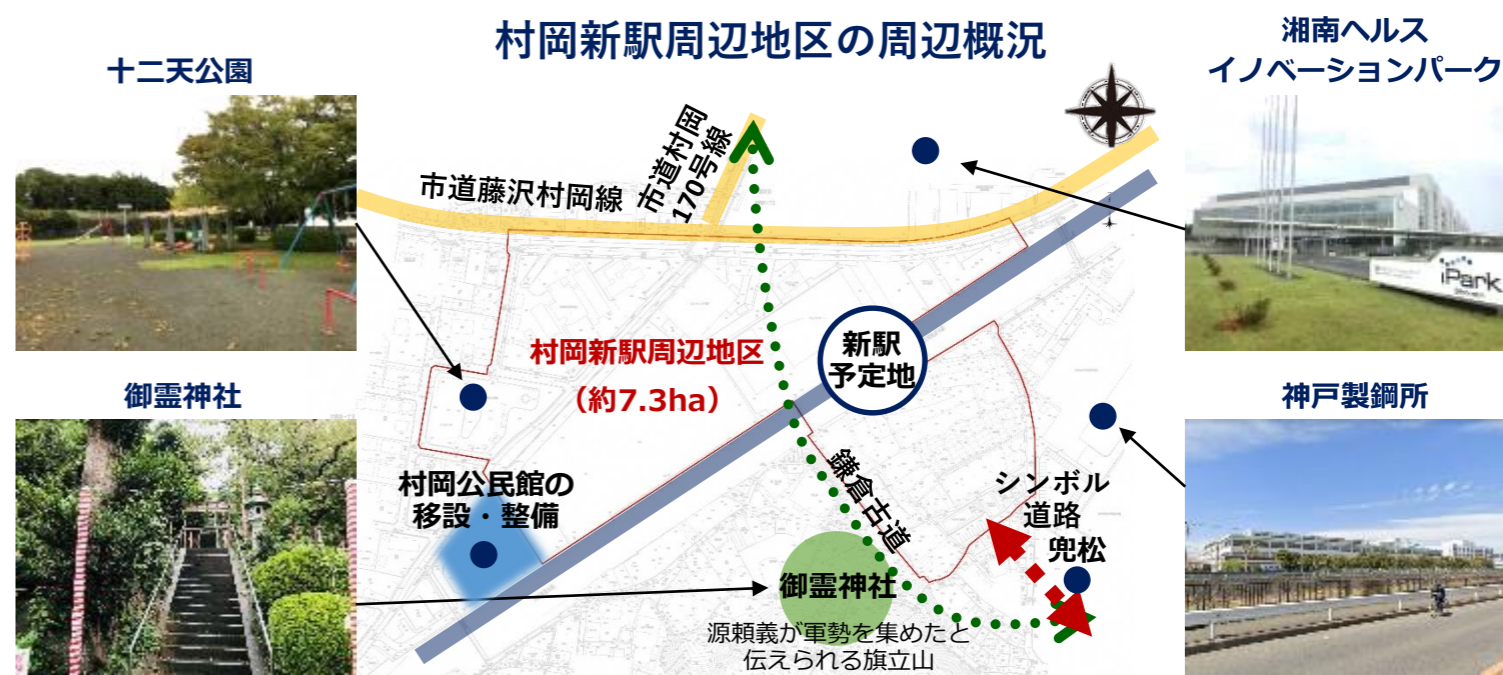 村岡新駅周辺地区の周辺概況
十二天公園
湘南ヘルス
イノベーションパーク
市道藤沢村岡線
市道村岡
170号線
iPark
村岡新駅周辺地区
（約7.3ha）
新駅
予定地
御霊神社
神戸製鋼所
村岡公民館の
移設・整備
鎌倉古道
シンボル
道路
兜松
御霊神社
源頼義が軍勢を集めたと
伝えられる旗立山